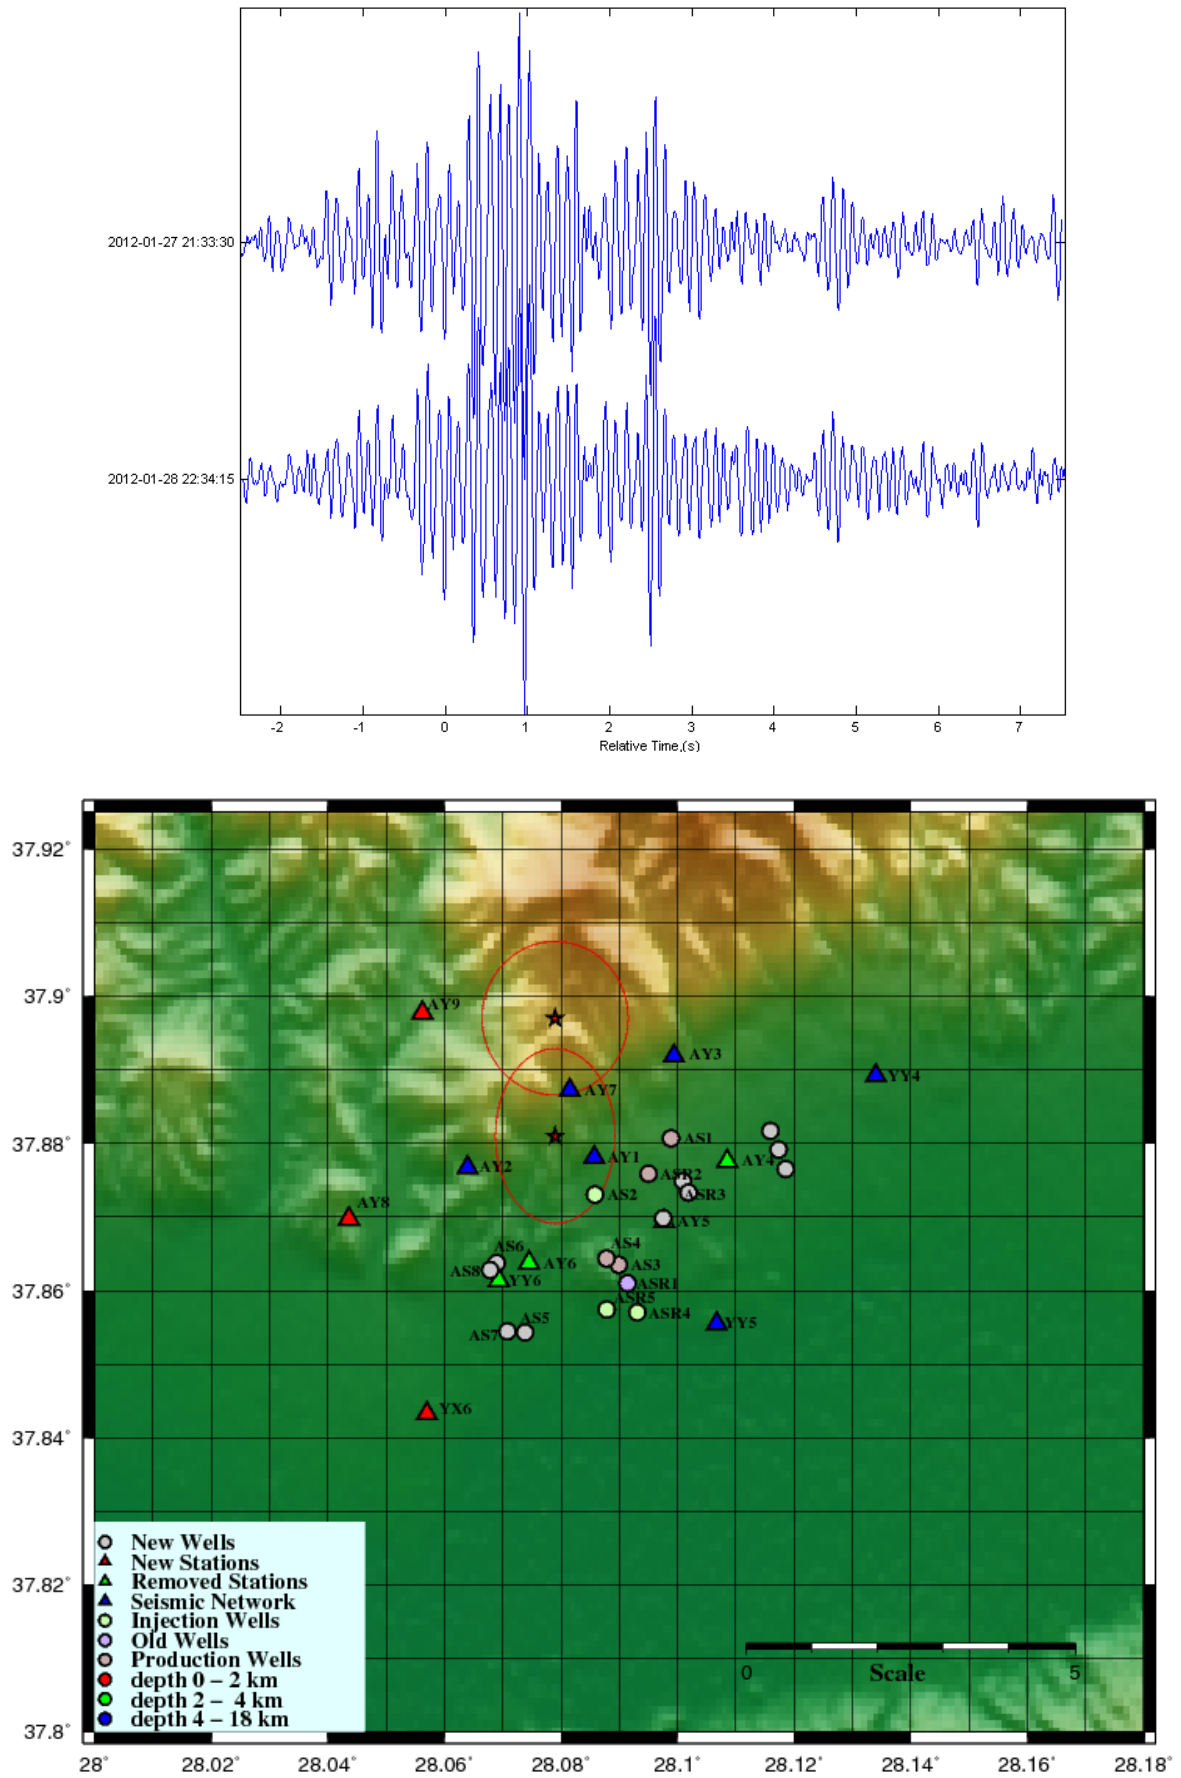 2012-01-27 21:33:30
2012-01-28 22:34:15
-2 -1 0 1 2 3 4 5 6 7
Relative Time,(s)
37.92°
37.9°
AY9
AY3
YY4
AY7
37.88°
AS1
AY1
AY4
AY2
ASR2
AS2
ASR3
AY8
AY5
AS6
AS4
AY6
AS3
AS8
YY6
ASR1
37.86°
ASR5
ASR4
AS5
YY5
AS7
YX6
37.84°
New Wells
New Stations
Removed Stations
37.82°
Seismic Network
Injection Wells
Old Wells
Production Wells
depth 0 – 2 km
depth 2 – 4 km
depth 4 – 18 km
0 5
Scale
37.8°
28° 28.02° 28.04° 28.06° 28.08° 28.1° 28.12° 28.14° 28.16° 28.18°